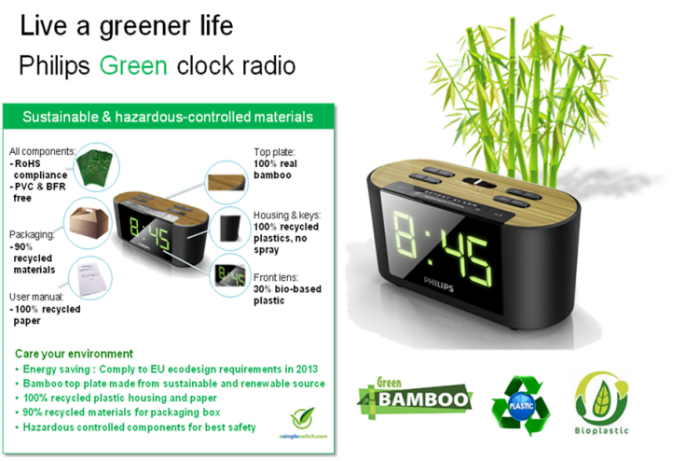 Live a greener life
Philips Green clock radio
Sustainable & hazardous-controlled materials
All components:
- RoHS
compliance
- PVC & BFR
free
Packaging:
- 90%
recycled
materials
User manual:
- 100% recycled
paper
Top plate:
100% real
bamboo
Housing & keys:
100% recycled
plastics, no
spray
Front lens:
30% bio-based
plastic
8:45
Care your environment
• Energy saving : Comply to EU ecodesign requirements in 2013
• Bamboo top plate made from sustainable and renewable source
• 100% recycled plastic housing and paper
• 90% recycled materials for packaging box
• Hazardous controlled components for best safety
asimpleswitch.com
8:45
PHILIPS
Green
BAMBOO
PLASTIC
Bioplastic